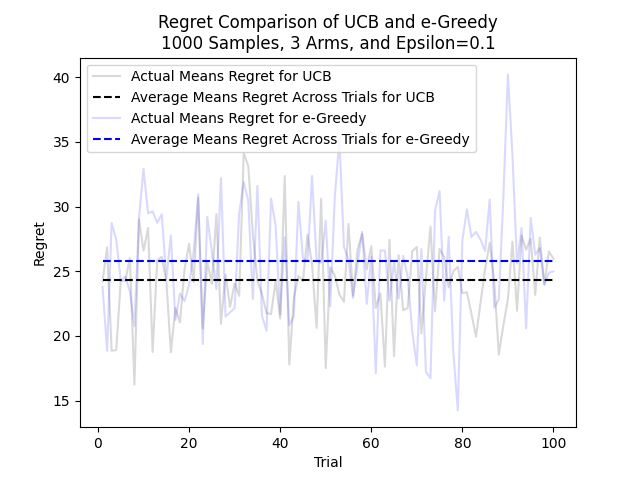 Regret Comparison of UCB and e-Greedy
1000 Samples, 3 Arms, and Epsilon=0.1
Actual Means Regret for UCB
Average Means Regret Across Trials for UCB
Actual Means Regret for e-Greedy
Average Means Regret Across Trials for e-Greedy
Regret
40
35
30
25
20
15
0 20 40 60 80 100
Trial